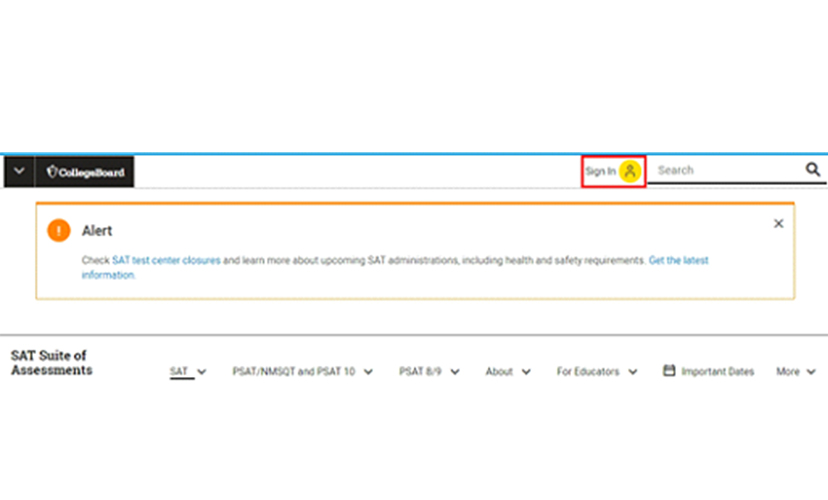 CollegeBoard
Sign In
Search
Alert
Check SAT test center closures and learn more about upcoming SAT administrations, including health and safety requirements. Get the latest
information.
SAT Suite of
Assessments
SAT PSAT/NMSQT and PSAT 10 PSAT 8/9 About For Educators Important Dates More